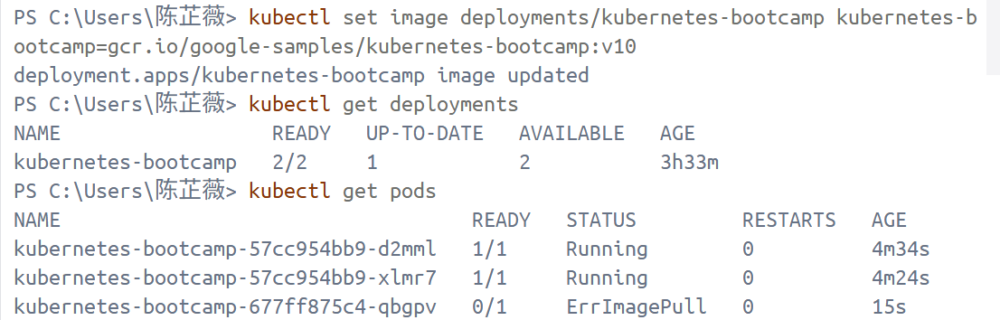 PS C:\Users\陈芷薇> kubectl set image deployments/kubernetes-bootcamp kubernetes-b
ootcamp=gcr.io/google-samples/kubernetes-bootcamp:v10
deployment.apps/kubernetes-bootcamp image updated
PS C:\Users\陈芷薇> kubectl get deployments
NAME                  READY   UP-TO-DATE   AVAILABLE   AGE
kubernetes-bootcamp   2/2     1            2           3h33m
PS C:\Users\陈芷薇> kubectl get pods
NAME                                   READY   STATUS         RESTARTS   AGE
kubernetes-bootcamp-57cc954bb9-d2mml   1/1     Running        0          4m34s
kubernetes-bootcamp-57cc954bb9-xlmr7   1/1     Running        0          4m24s
kubernetes-bootcamp-677ff875c4-qbgpv   0/1     ErrImagePull   0          15s